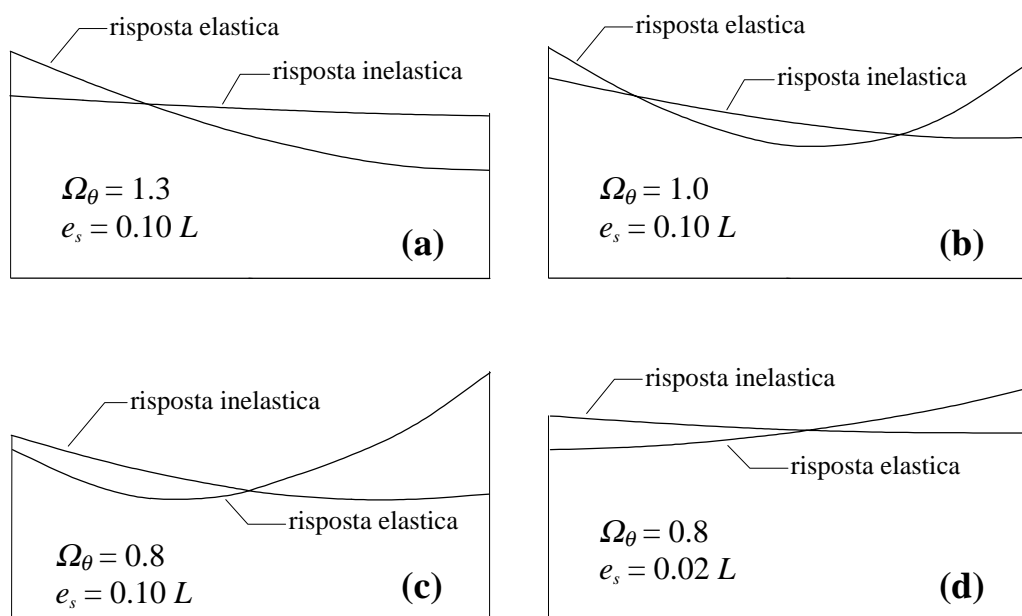 risposta elastica
risposta inelastica
Ω_θ = 1.3
e_s = 0.10 L
(a)
risposta elastica
risposta inelastica
Ω_θ = 1.0
e_s = 0.10 L
(b)
risposta inelastica
risposta elastica
Ω_θ = 0.8
e_s = 0.10 L
(c)
risposta inelastica
risposta elastica
Ω_θ = 0.8
e_s = 0.02 L
(d)